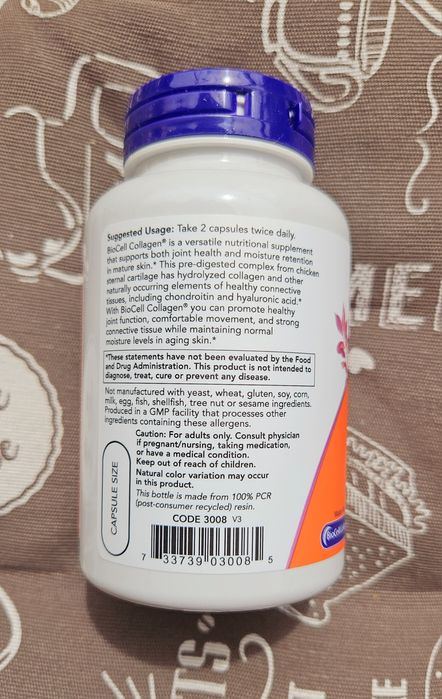 Suggested Usage: Take 2 capsules twice daily.
BioCell Collagen® is a versatile nutritional supplement
that supports both joint health and moisture retention
in mature skin.* This pre-digested complex from chicken
sternal cartilage has hydrolyzed collagen and other
naturally occurring elements of healthy connective
tissues, including chondroitin and hyaluronic acid.*
With BioCell Collagen® you can promote healthy
joint function, comfortable movement, and strong
connective tissue while maintaining normal
moisture levels in aging skin.*
*These statements have not been evaluated by the Food
and Drug Administration. This product is not intended to
diagnose, treat, cure or prevent any disease.
Not manufactured with yeast, wheat, gluten, soy, corn,
milk, egg, fish, shellfish, tree nut or sesame ingredients.
Produced in a GMP facility that processes other
ingredients containing these allergens.
CAPSULE SIZE
Caution: For adults only. Consult physician
if pregnant/nursing, taking medication,
or have a medical condition.
Keep out of reach of children.
Natural color variation may occur
in this product.
This bottle is made from 100% PCR
(post-consumer recycled) resin.
CODE 3008 V3
7 33739 03008 5